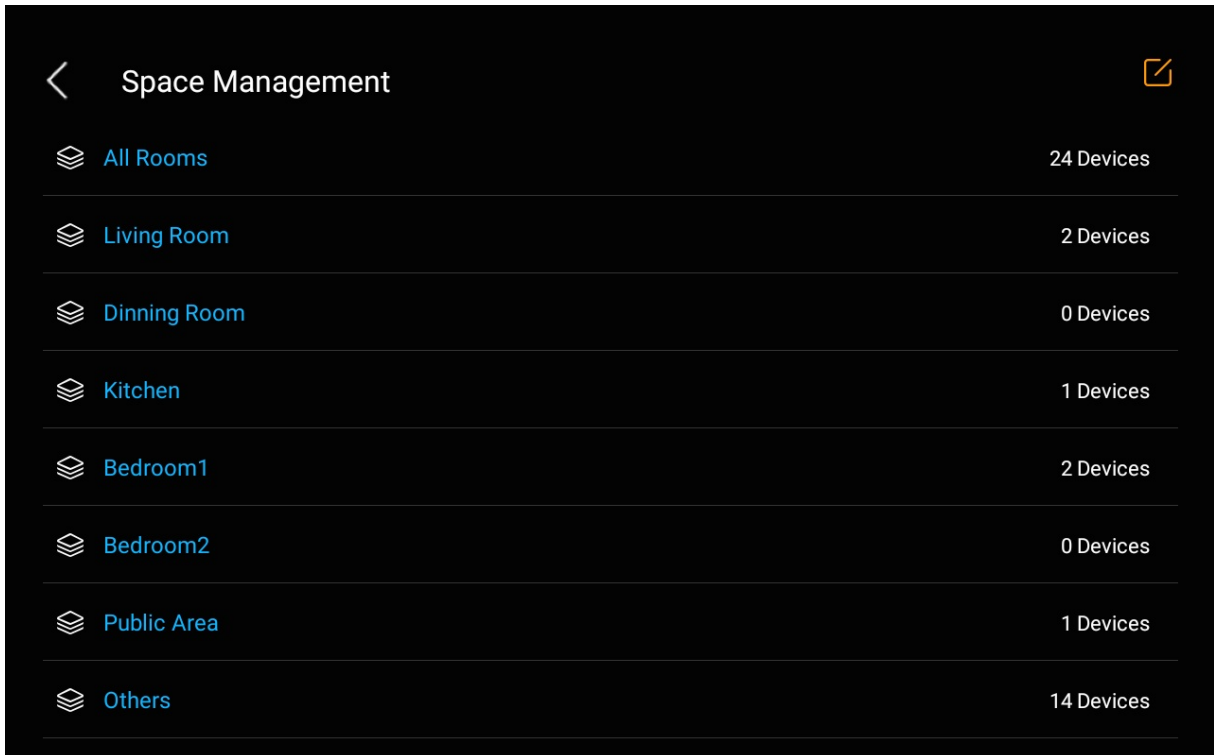 Space Management
All Rooms 24 Devices
Living Room 2 Devices
Dinning Room 0 Devices
Kitchen 1 Devices
Bedroom1 2 Devices
Bedroom2 0 Devices
Public Area 1 Devices
Others 14 Devices